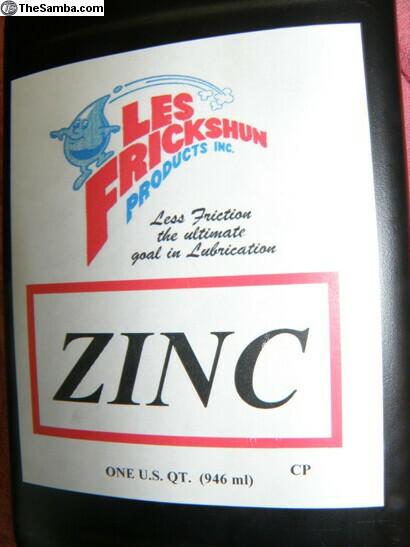 TheSamba.com
LES
FRICKSHUN
PRODUCTS INC.
Less Friction
the ultimate
goal in Lubrication
ZINC
ONE U.S. QT. (946 ml) CP